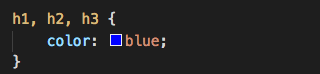 h1, h2, h3 {
    color: blue;
}